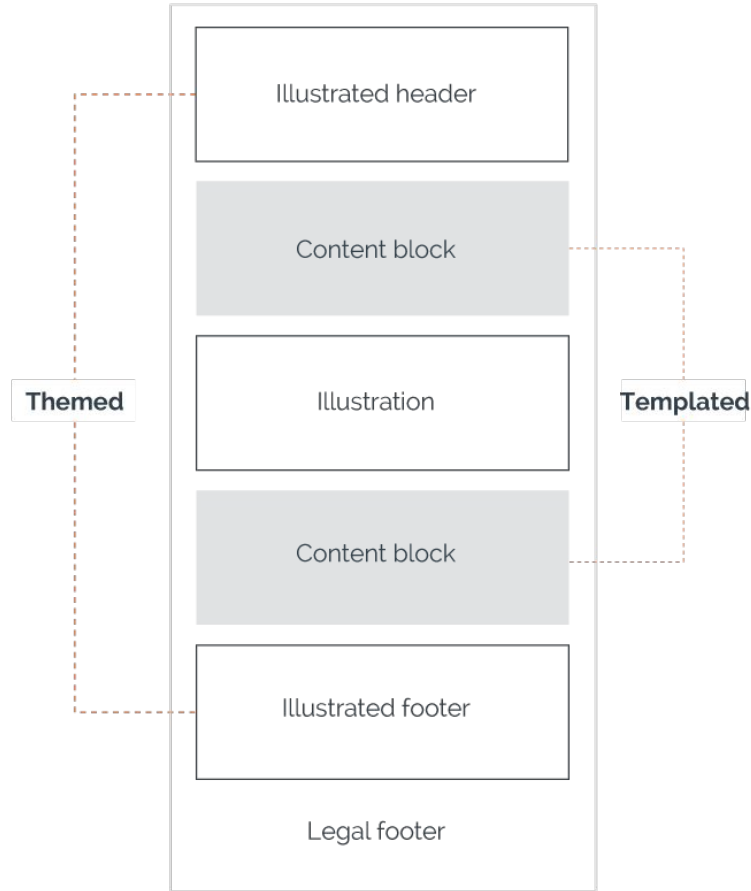 Illustrated header
Content block
Themed
Illustration
Templated
Content block
Illustrated footer
Legal footer